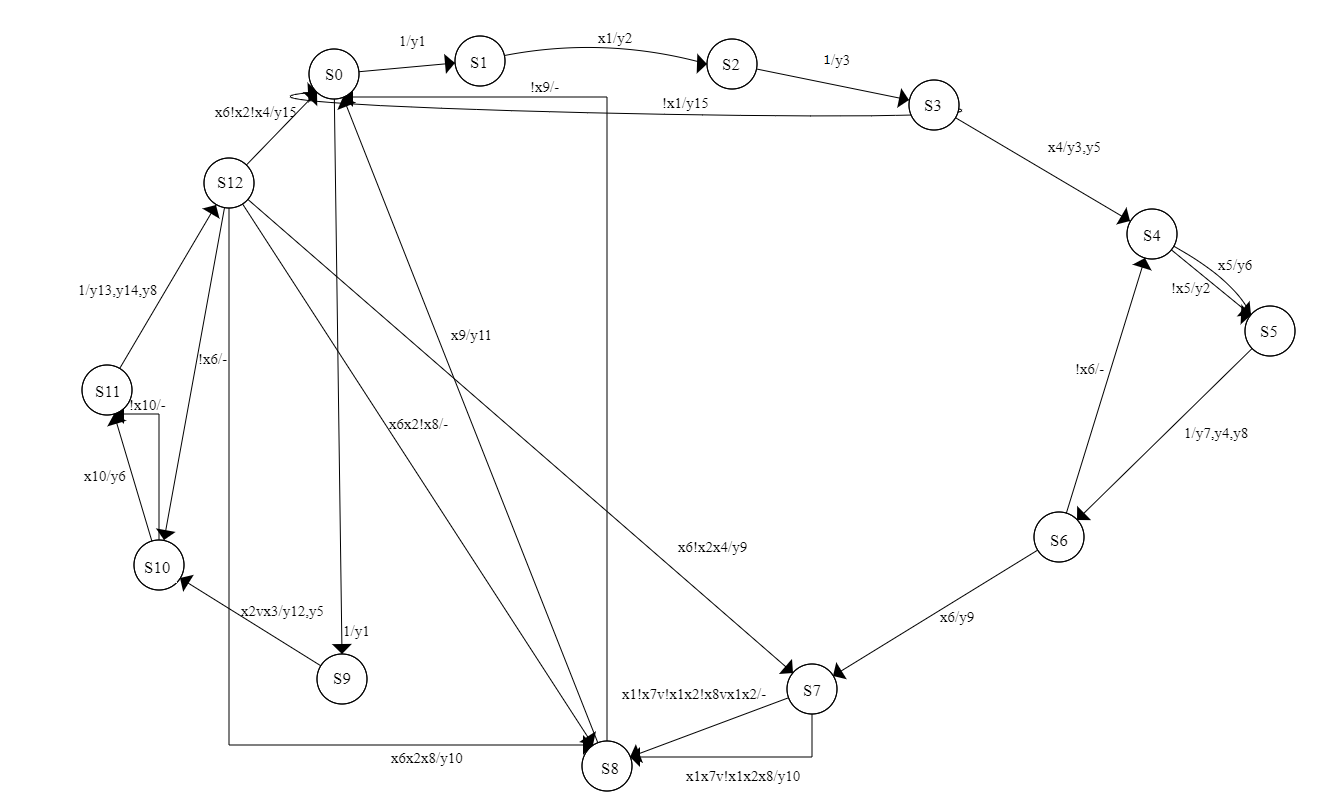 1/y1
x1/y2
1/y3
S0
S1
S2
S3
!x9/-
!x1/y15
x6!x2!x4/y15
x4/y3,y5
S12
S4
x5/y6
!x5/y2
1/y13,y14,y8
S5
x9/y11
!x6/-
!x6/-
S11
!x10/-
x6x2!x8/-
1/y7,y4,y8
x10/y6
x6!x2x4/y9
S6
S10
x2vx3/y12,y5
x6/y9
1/y1
S9
S7
x1!x7v!x1x2!x8vx1x2/-
x6x2x8/y10
S8
x1x7v!x1x2x8/y10